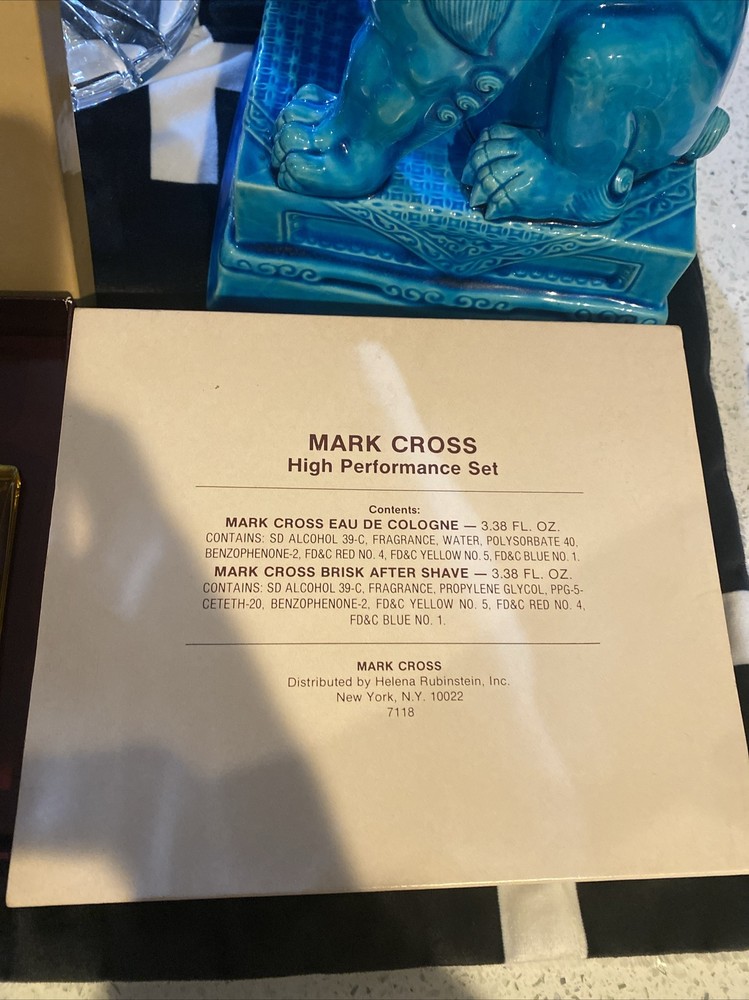 MARK CROSS
High Performance Set
Contents:
MARK CROSS EAU DE COLOGNE — 3.38 FL. OZ.
CONTAINS: SD ALCOHOL 39-C, FRAGRANCE, WATER, POLYSORBATE 40,
BENZOPHENONE-2, FD&C RED NO. 4, FD&C YELLOW NO. 5, FD&C BLUE NO. 1.
MARK CROSS BRISK AFTER SHAVE — 3.38 FL. OZ.
CONTAINS: SD ALCOHOL 39-C, FRAGRANCE, PROPYLENE GLYCOL, PPG-5-
CETETH-20, BENZOPHENONE-2, FD&C YELLOW NO. 5, FD&C RED NO. 4,
FD&C BLUE NO. 1.
MARK CROSS
Distributed by Helena Rubinstein, Inc.
New York, N.Y. 10022
7118